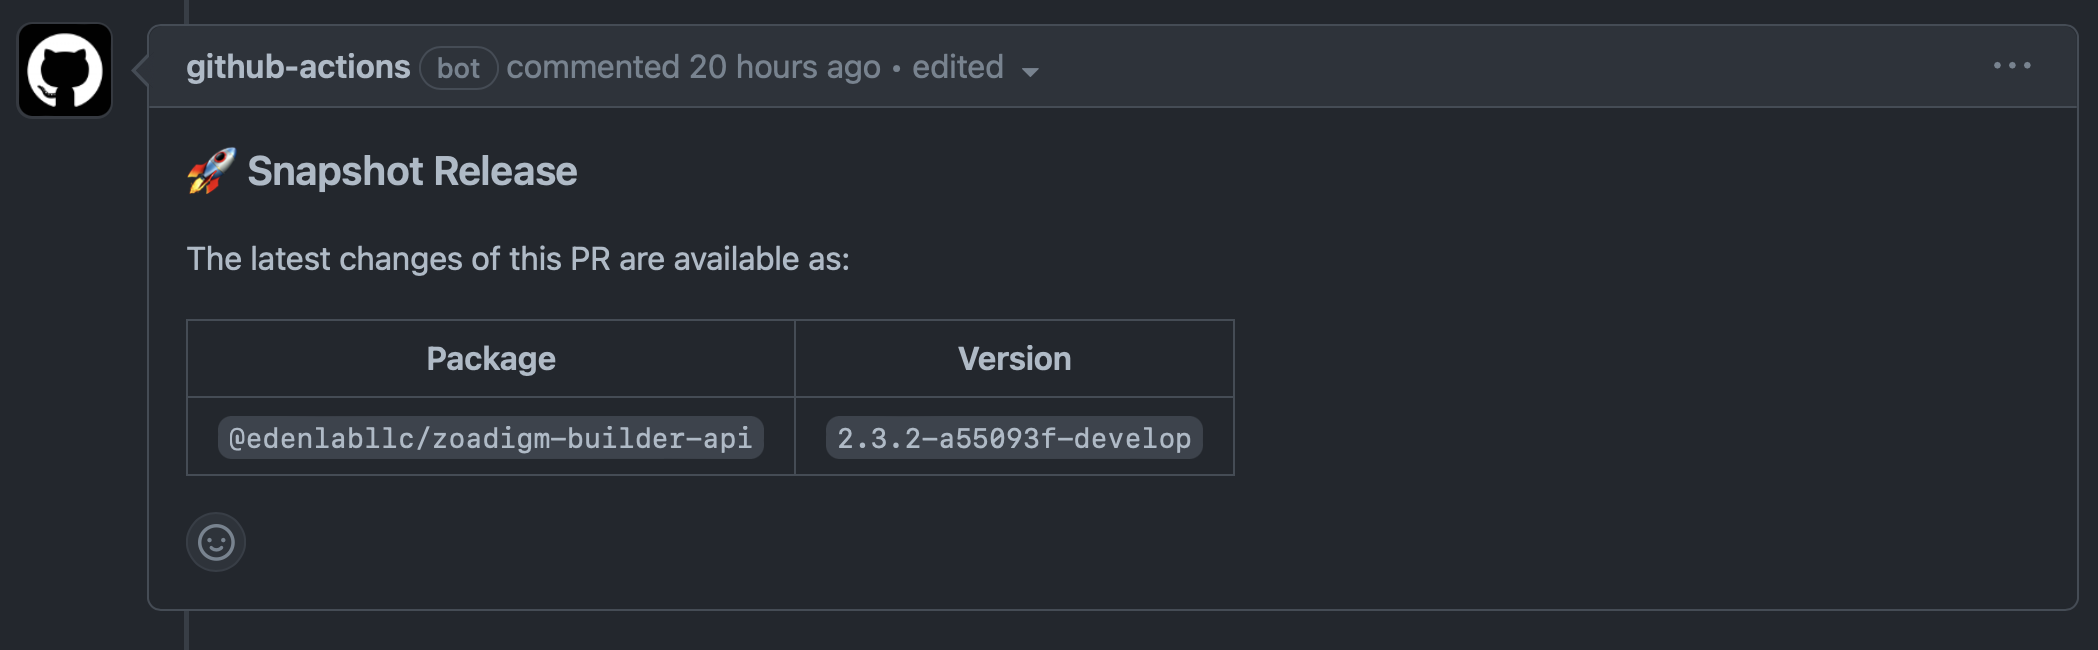 github-actions bot commented 20 hours ago • edited
🚀 Snapshot Release
The latest changes of this PR are available as:
Package Version
@edenlabllc/zoadigm-builder-api 2.3.2-a55093f-develop